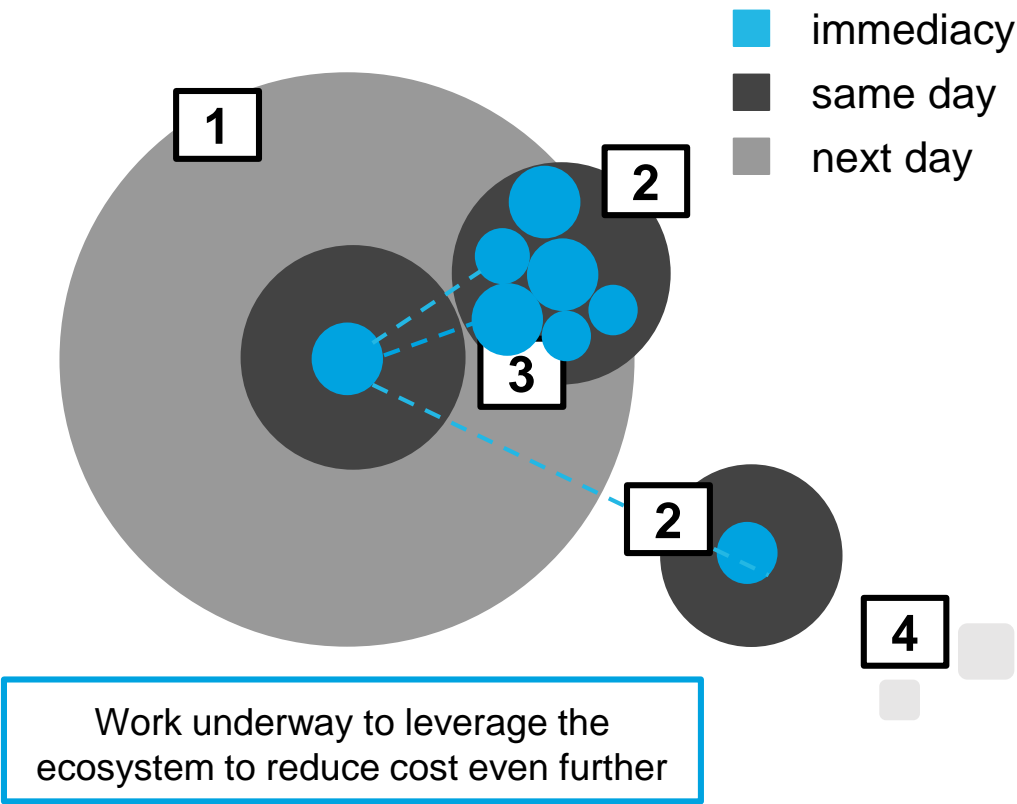 immediacy
same day
next day
1
2
3
2
4
Work underway to leverage the
ecosystem to reduce cost even further